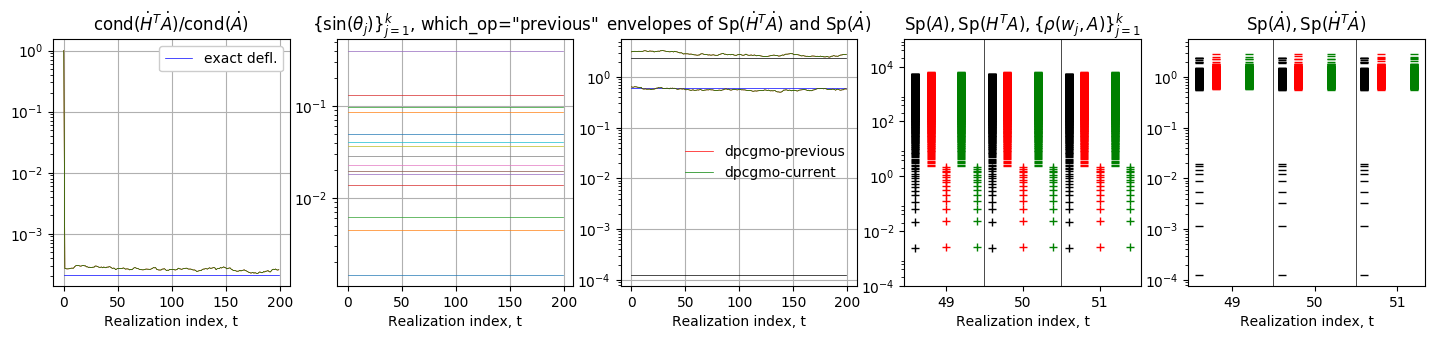 cond(Ḣ^TȦ)/cond(Ȧ)
exact defl.
10^0
10^−1
10^−2
10^−3
0 50 100 150 200
Realization index, t
{sin(θ_j)}_{j=1}^k, which_op="previous"
10^−1
10^−2
0 50 100 150 200
Realization index, t
envelopes of Sp(Ḣ^TȦ) and Sp(Ȧ)
10^0
10^−1
10^−2
10^−3
10^−4
dpcgmo-previous
dpcgmo-current
0 50 100 150 200
Realization index, t
Sp(A), Sp(H^TA), {ρ(w_j, A)}_{j=1}^k
10^4
10^2
10^0
10^−2
10^−4
49 50 51
Realization index, t
Sp(Ȧ), Sp(Ḣ^TȦ)
10^0
10^−1
10^−2
10^−3
10^−4
49 50 51
Realization index, t